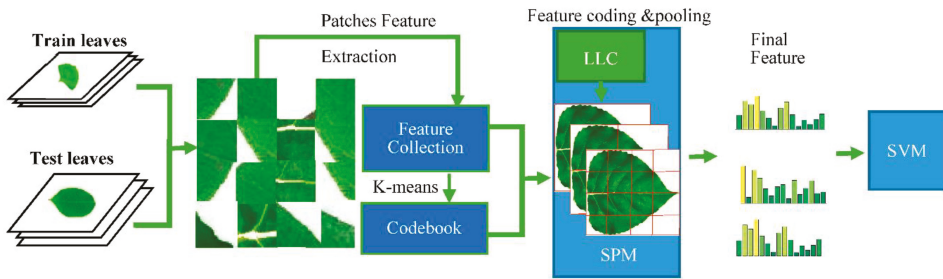 Train leaves
Test leaves
Patches Feature
Extraction
Feature
Collection
K-means
Codebook
Feature coding &pooling
LLC
SPM
Final
Feature
SVM